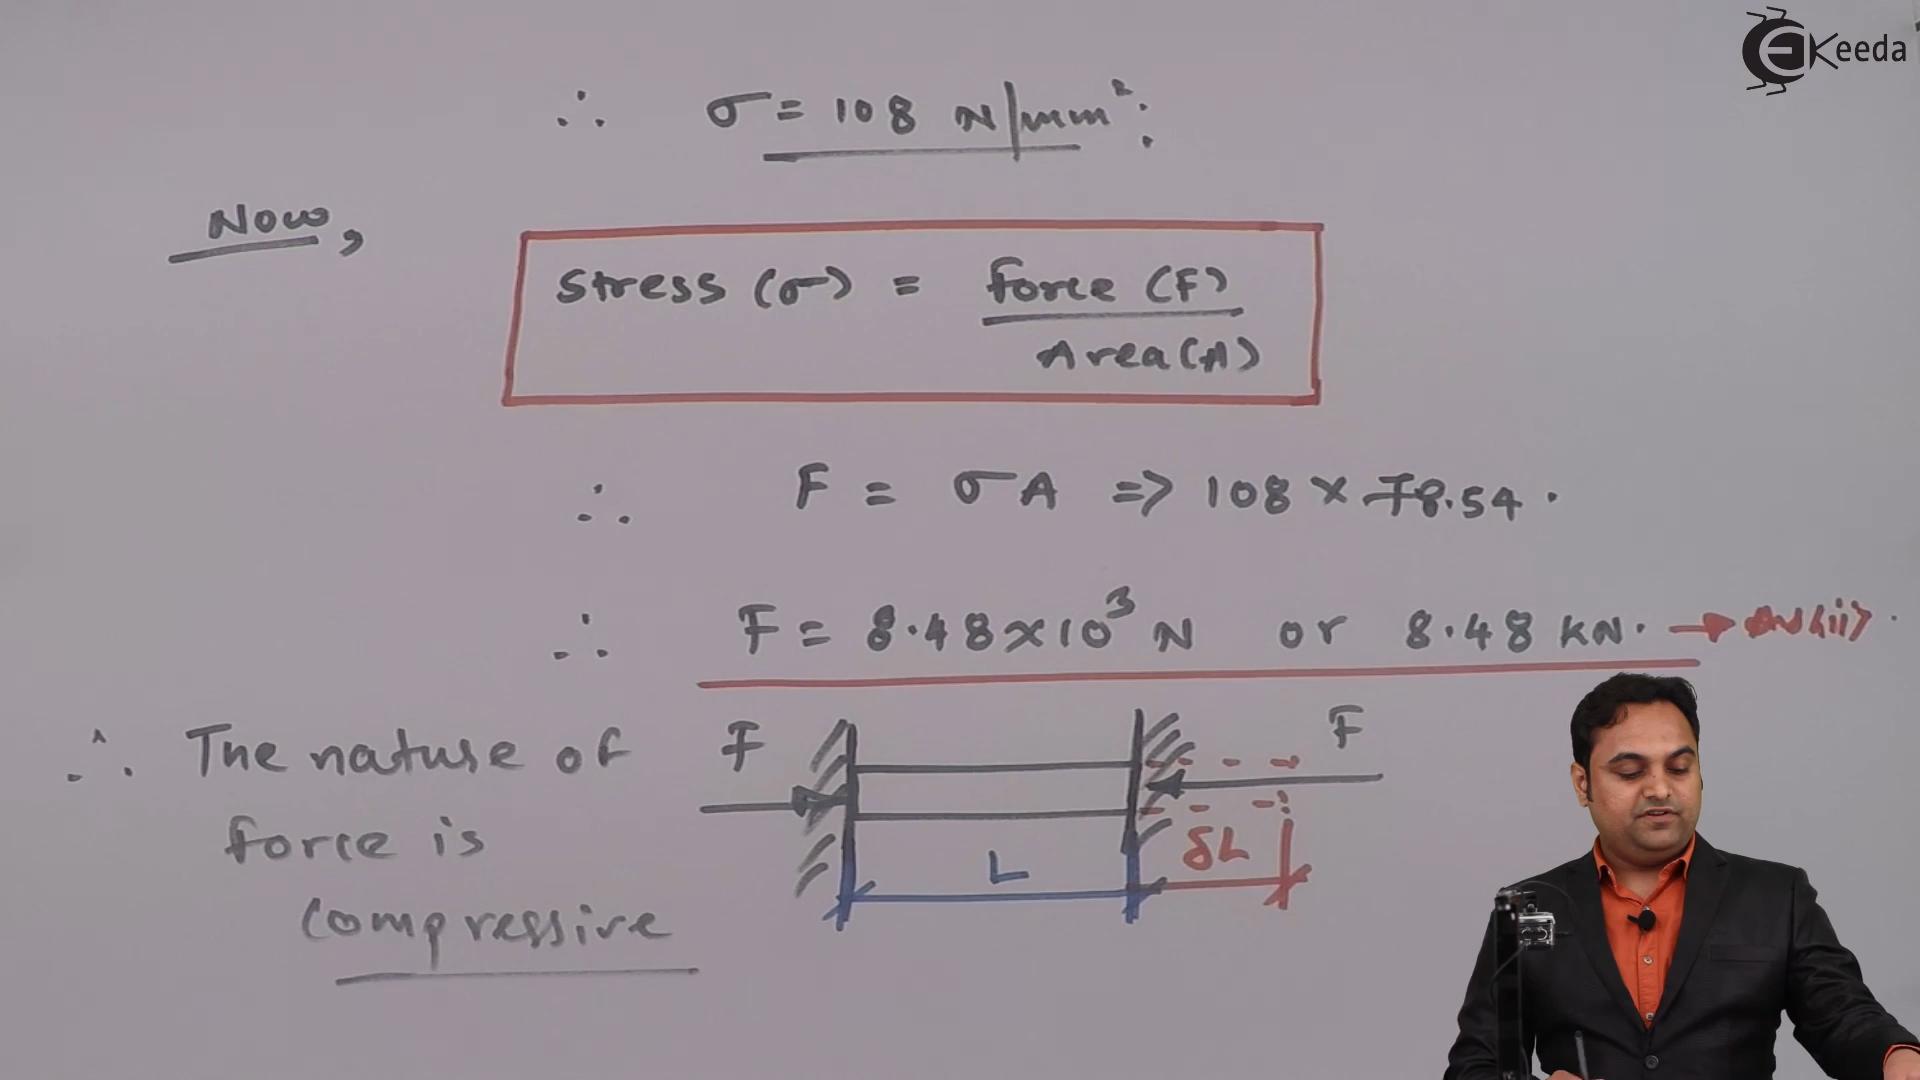 EKeeda
∴ σ = 108 N/mm²
Now,
Stress (σ) = Force (F) / Area (A)
∴ F = σA => 108 × 78.54.
∴ F = 8.48×10³ N or 8.48 KN. →
∴ The nature of
force is
compressive
F F
δL
L